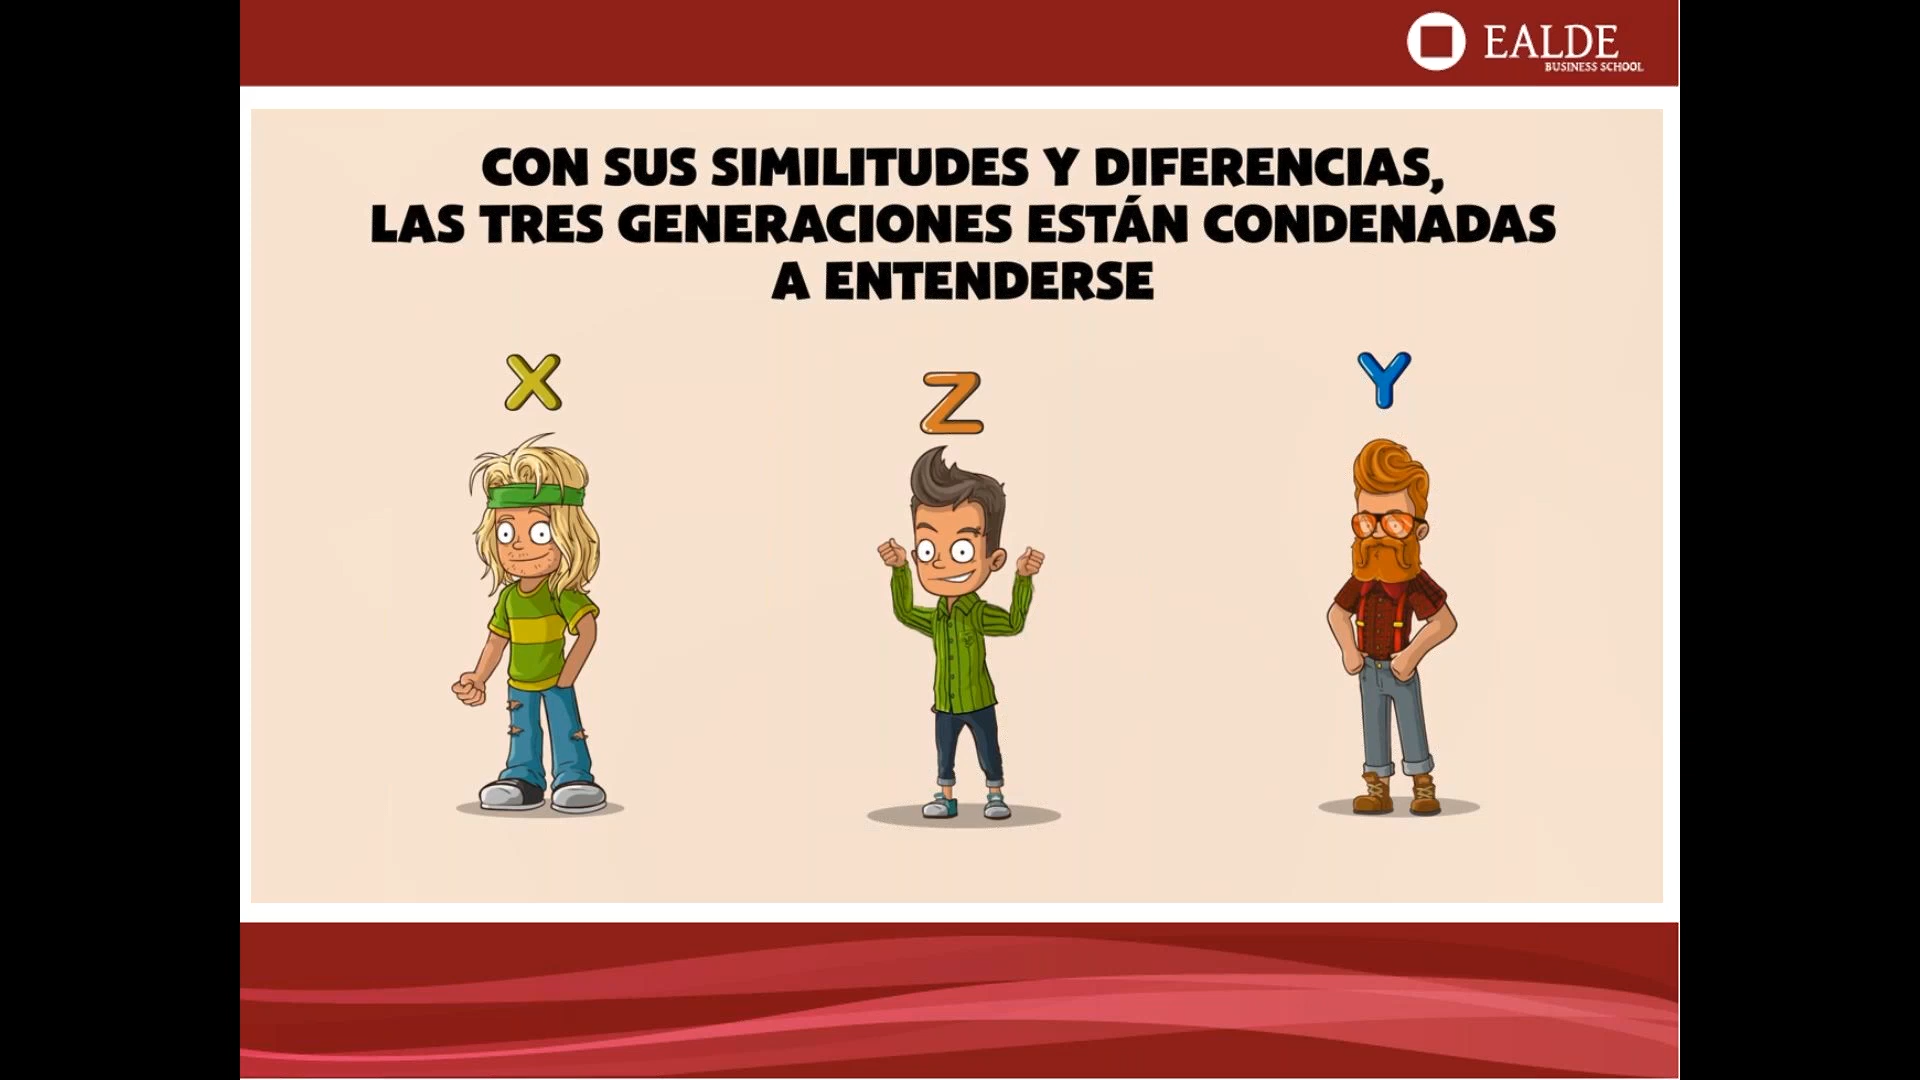 EALDE
BUSINESS SCHOOL
CON SUS SIMILITUDES Y DIFERENCIAS,
LAS TRES GENERACIONES ESTÁN CONDENADAS
A ENTENDERSE
X
Z
Y